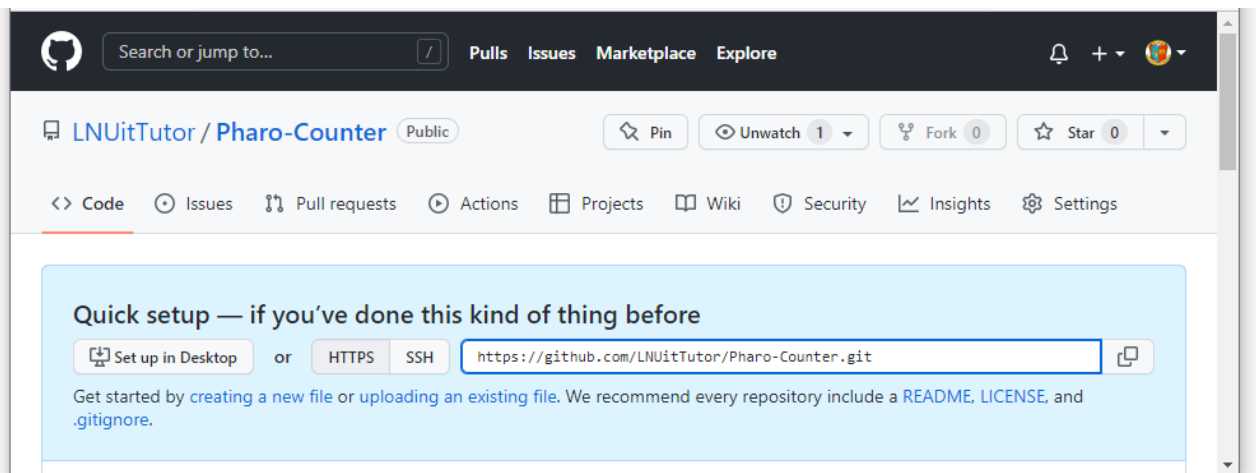 Search or jump to... / Pulls Issues Marketplace Explore
LNUitTutor / Pharo-Counter Public Pin Unwatch 1 Fork 0 Star 0
<> Code Issues Pull requests Actions Projects Wiki Security Insights Settings
Quick setup — if you've done this kind of thing before
Set up in Desktop or HTTPS SSH https://github.com/LNUitTutor/Pharo-Counter.git
Get started by creating a new file or uploading an existing file. We recommend every repository include a README, LICENSE, and
.gitignore.